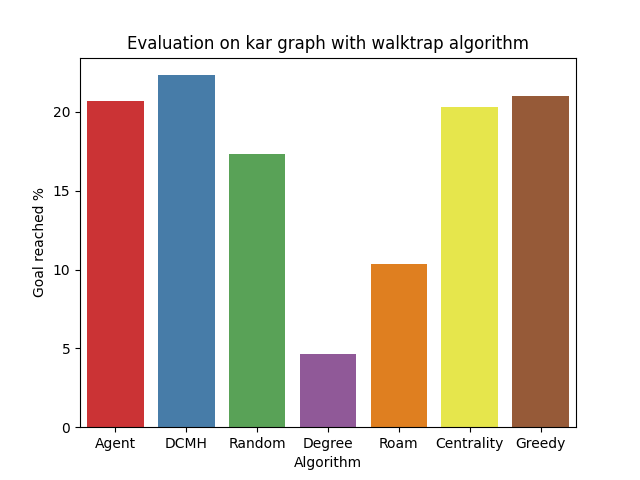 Evaluation on kar graph with walktrap algorithm
Goal reached %
20
15
10
5
0
Agent DCMH Random Degree Roam Centrality Greedy
Algorithm